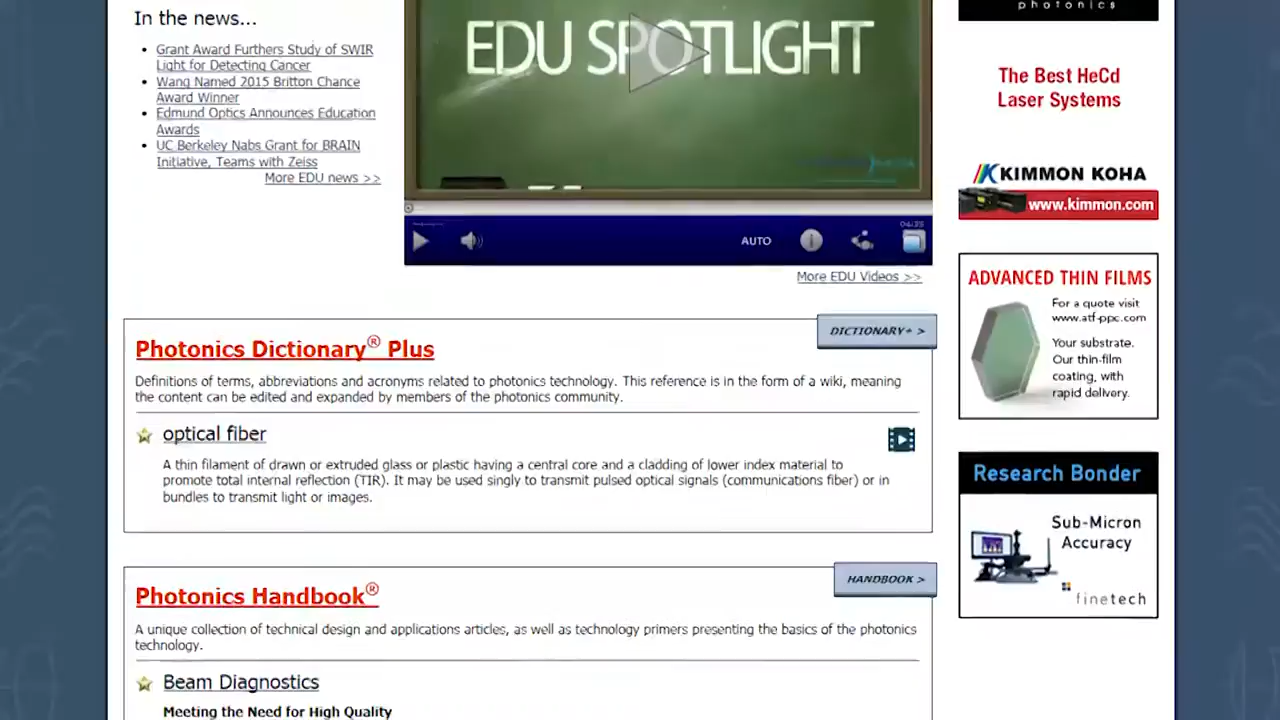 In the news...
Grant Award Furthers Study of SWIR
Light for Detecting Cancer
Wang Named 2015 Britton Chance
Award Winner
Edmund Optics Announces Education
Awards
UC Berkeley Nabs Grant for BRAIN
Initiative, Teams with Zeiss
More EDU news >>
EDU SPOTLIGHT
04:35
AUTO
More EDU Videos >>
DICTIONARY+ >
Photonics Dictionary® Plus
Definitions of terms, abbreviations and acronyms related to photonics technology. This reference is in the form of a wiki, meaning
the content can be edited and expanded by members of the photonics community.
optical fiber
A thin filament of drawn or extruded glass or plastic having a central core and a cladding of lower index material to
promote total internal reflection (TIR). It may be used singly to transmit pulsed optical signals (communications fiber) or in
bundles to transmit light or images.
HANDBOOK >
Photonics Handbook®
A unique collection of technical design and applications articles, as well as technology primers presenting the basics of the photonics
technology.
Beam Diagnostics
Meeting the Need for High Quality
photonics
The Best HeCd
Laser Systems
KIMMON KOHA
www.kimmon.com
ADVANCED THIN FILMS
For a quote visit
www.atf-ppc.com
Your substrate.
Our thin-film
coating, with
rapid delivery.
Research Bonder
Sub-Micron
Accuracy
finetech